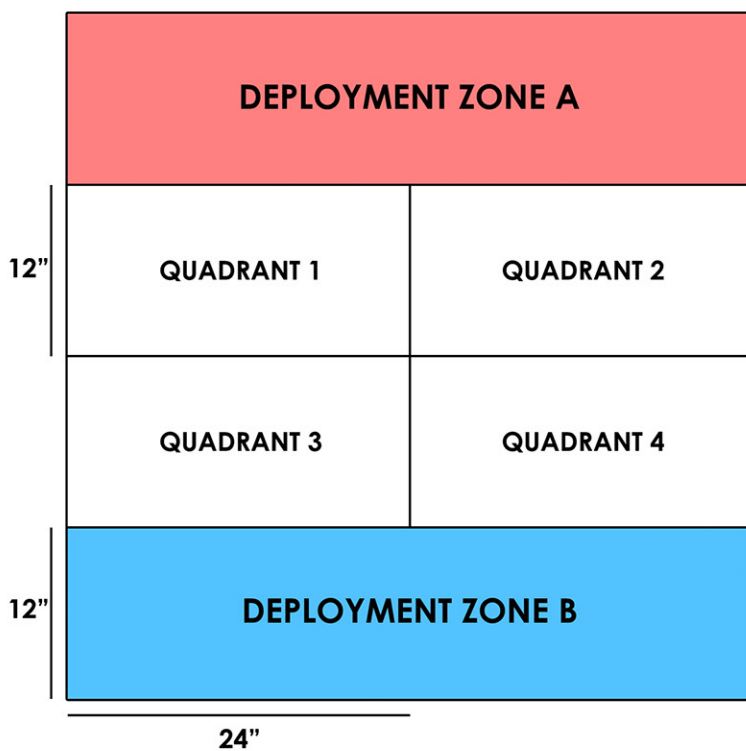 DEPLOYMENT ZONE A
12”
QUADRANT 1
QUADRANT 2
QUADRANT 3
QUADRANT 4
12”
DEPLOYMENT ZONE B
24”